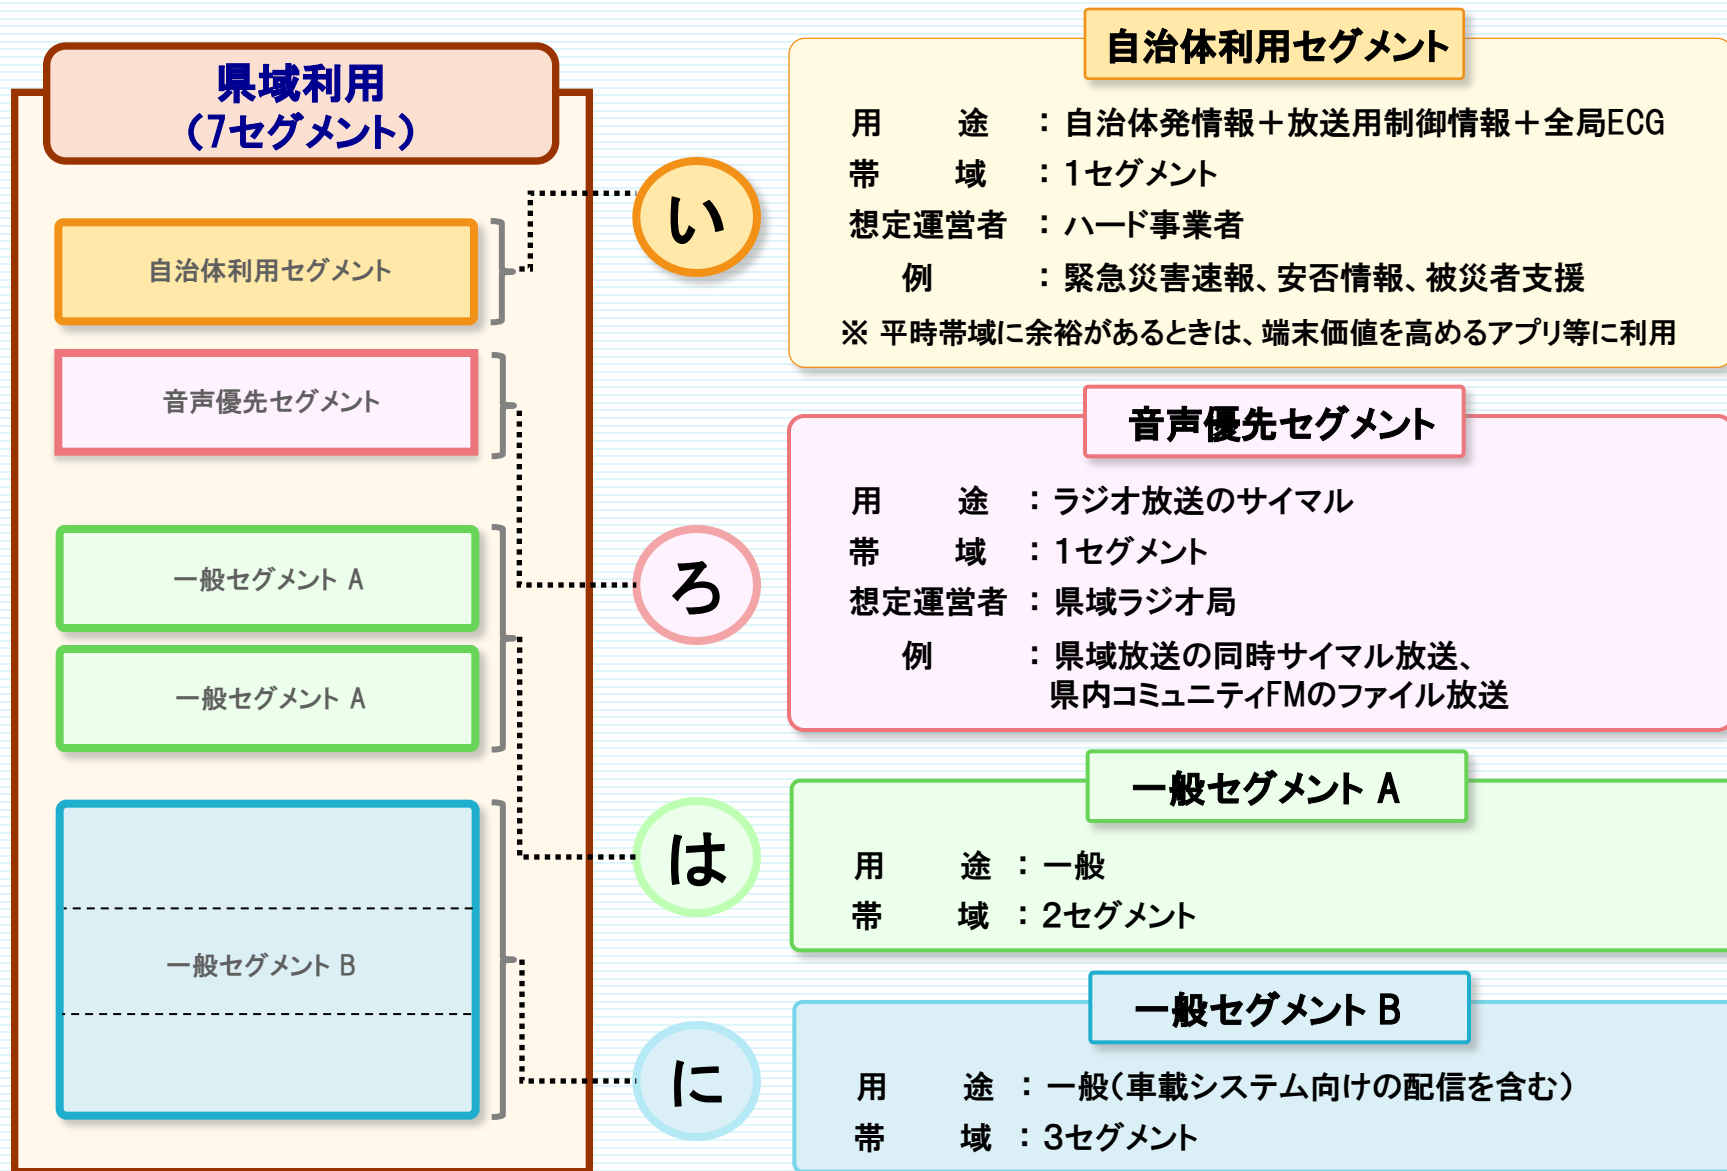 県域利用
（7セグメント）
自治体利用セグメント
音声優先セグメント
一般セグメント A
一般セグメント A
一般セグメント B
い
自治体利用セグメント
用　　途 ：自治体発情報＋放送用制御情報＋全局ECG
帯　　域 ：1セグメント
想定運営者 ：ハード事業者
例 ：緊急災害速報、安否情報、被災者支援
※ 平時帯域に余裕があるときは、端末価値を高めるアプリ等に利用
ろ
音声優先セグメント
用　　途 ：ラジオ放送のサイマル
帯　　域 ：1セグメント
想定運営者 ：県域ラジオ局
例 ：県域放送の同時サイマル放送、
県内コミュニティFMのファイル放送
は
一般セグメント A
用　　途 ：一般
帯　　域 ：2セグメント
に
一般セグメント B
用　　途 ：一般（車載システム向けの配信を含む）
帯　　域 ：3セグメント